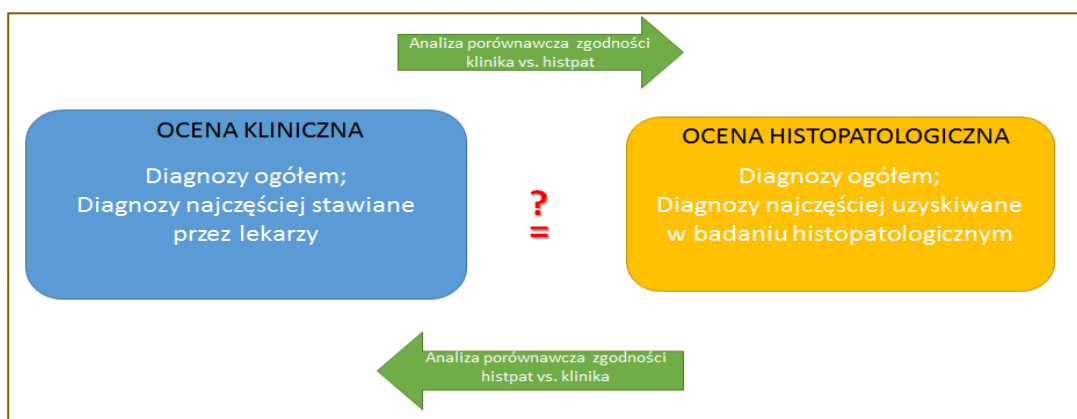 Analiza porównawcza zgodności
klinika vs. histpat
OCENA KLINICZNA
Diagnozy ogółem;
Diagnozy najczęściej stawiane
przez lekarzy
?
=
OCENA HISTOPATOLOGICZNA
Diagnozy ogółem;
Diagnozy najczęściej uzyskiwane
w badaniu histopatologicznym
Analiza porównawcza zgodności
histpat vs. klinika